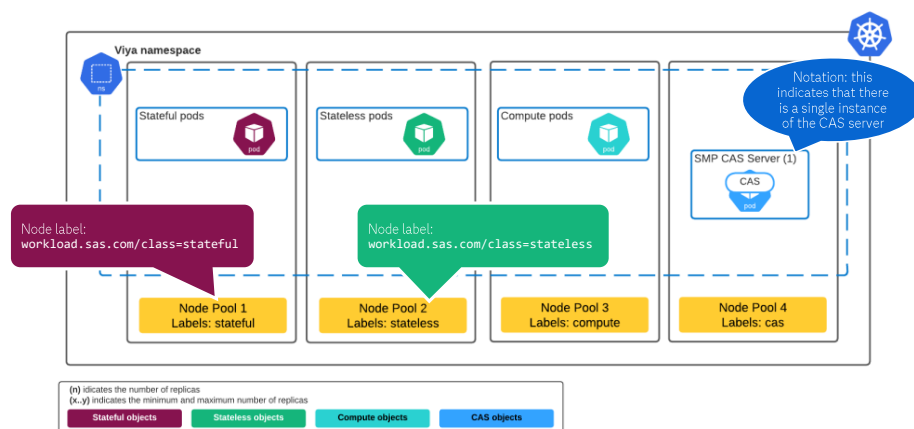 Viya namespace
ns
Notation: this
indicates that there
is a single instance
of the CAS server
Stateful pods
pod
Stateless pods
pod
Compute pods
pod
SMP CAS Server (1)
CAS
pod
Node label:
workload.sas.com/class=stateful
Node label:
workload.sas.com/class=stateless
Node Pool 1
Labels: stateful
Node Pool 2
Labels: stateless
Node Pool 3
Labels: compute
Node Pool 4
Labels: cas
(n) idicates the number of replicas
(x..y) indicates the minimum and maximum number of replicas
Stateful objects
Stateless objects
Compute objects
CAS objects